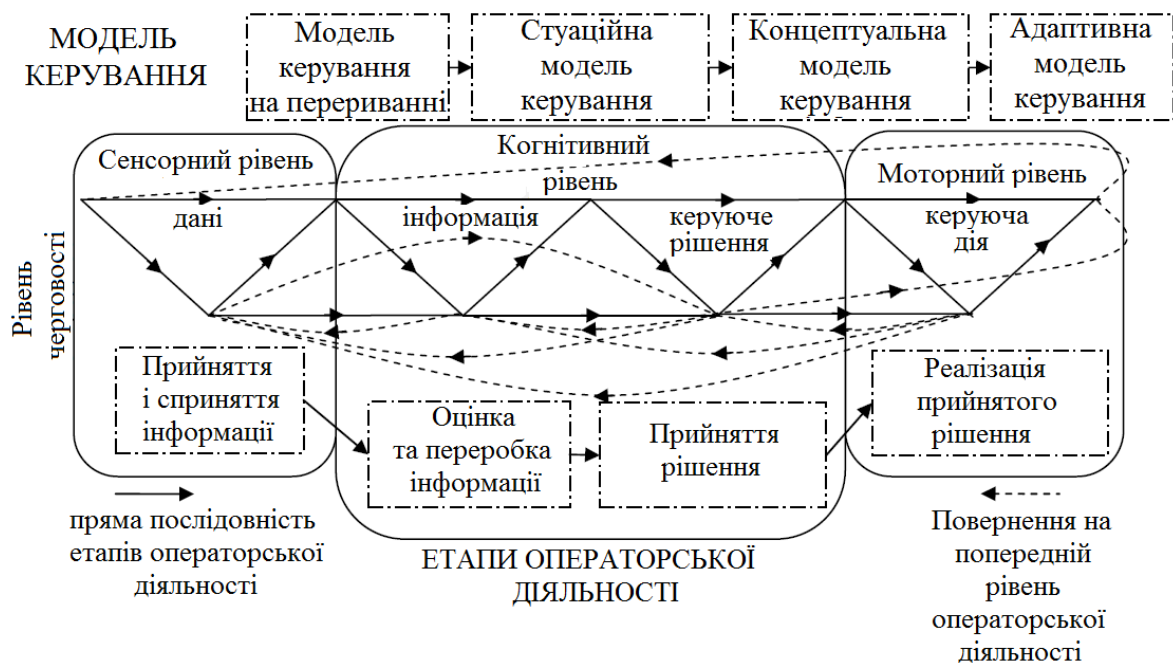 МОДЕЛЬ
КЕРУВАННЯ
Модель
керування
на перериванні
Стуаційна
модель
керування
Концептуальна
модель
керування
Адаптивна
модель
керування
Сенсорний рівень
Когнітивний
рівень
Моторний рівень
дані
інформація
керуюче
рішення
керуюча
дія
Рівень
черговості
Прийняття
і сприняття
інформації
Оцінка
та переробка
інформації
Прийняття
рішення
Реалізація
прийнятого
рішення
пряма послідовність
етапів операторської
діяльності
ЕТАПИ ОПЕРАТОРСЬКОЇ
ДІЯЛЬНОСТІ
Повернення на
попередній
рівень
операторської
діяльності